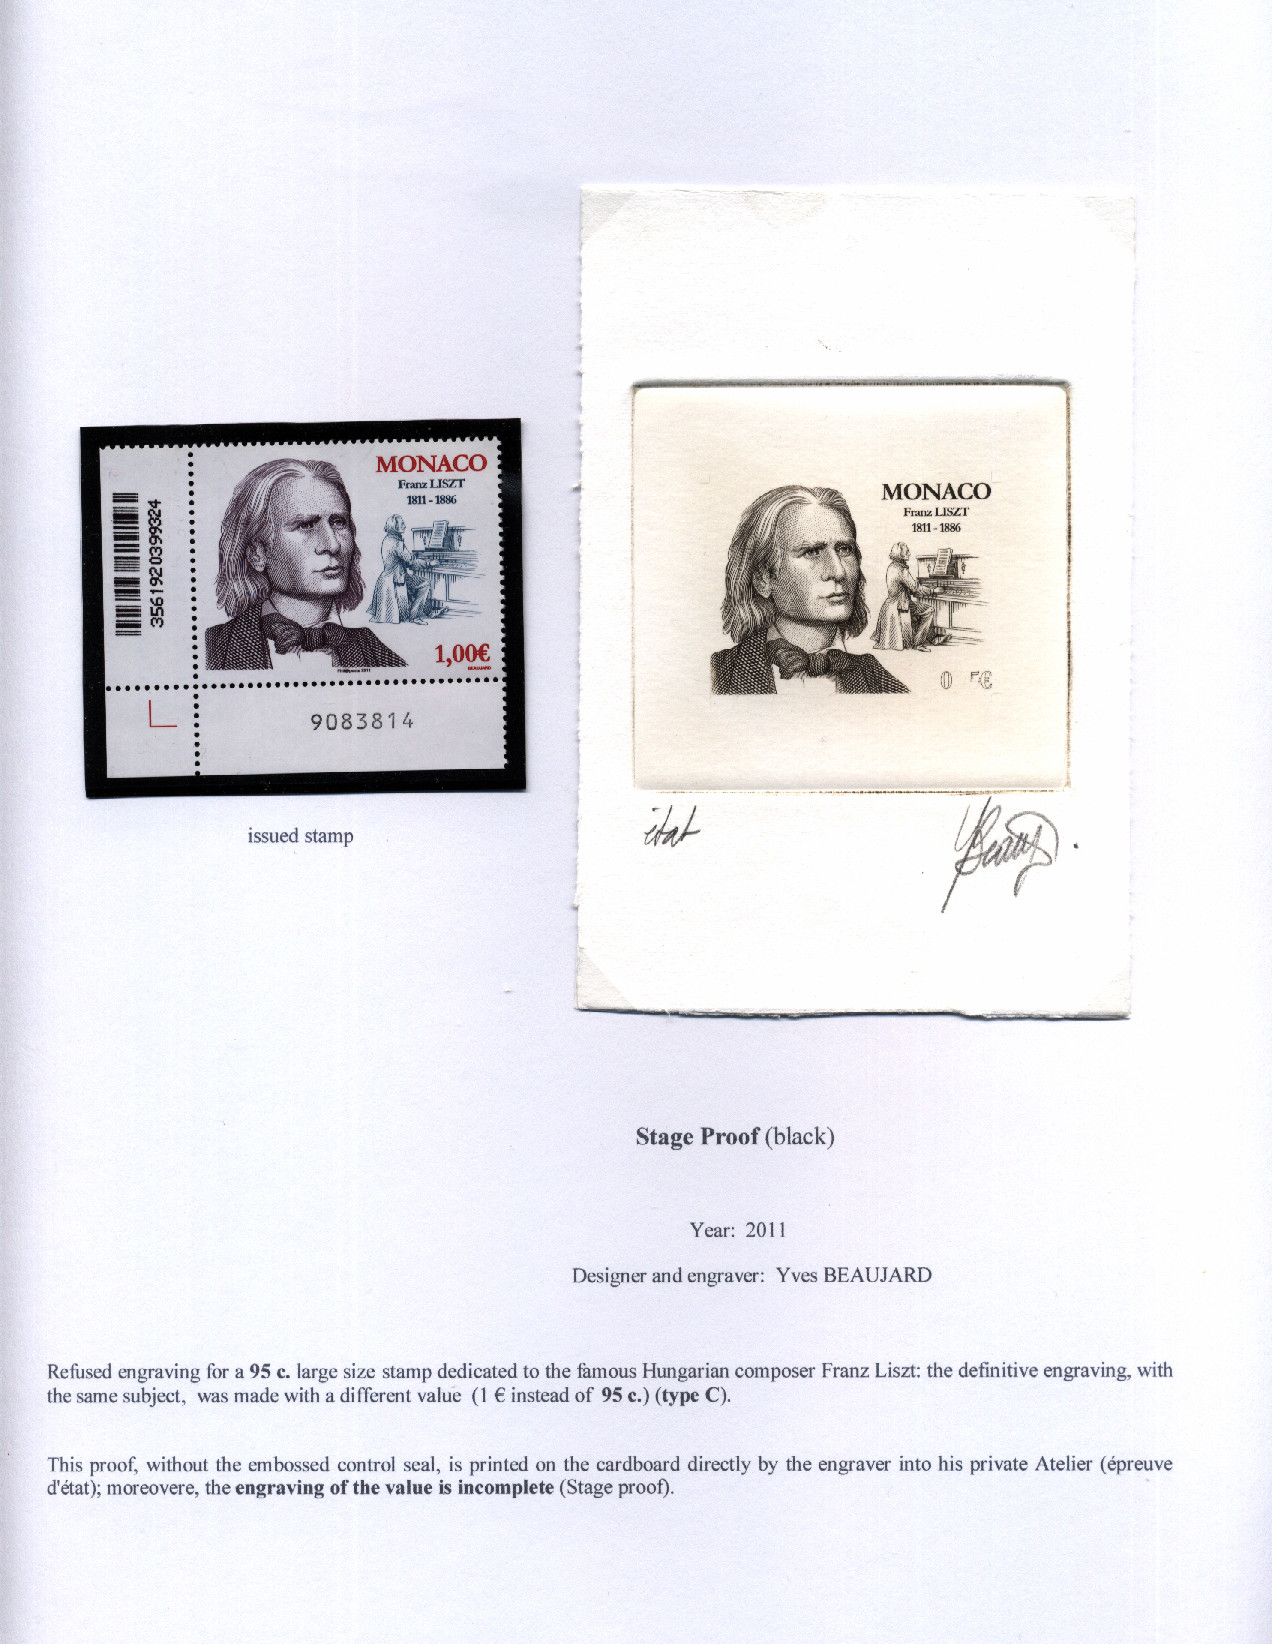 MONACO
Franz LISZT
1811 - 1886
3561920399324
1,00€
BEAUJARD
9083814
issued stamp
MONACO
Franz LISZT
1811 - 1886
0 5€
état
Stage Proof (black)
Year: 2011
Designer and engraver: Yves BEAUJARD
Refused engraving for a 95 c. large size stamp dedicated to the famous Hungarian composer Franz Liszt: the definitive engraving, with
the same subject, was made with a different value (1 € instead of 95 c.) (type C).
This proof, without the embossed control seal, is printed on the cardboard directly by the engraver into his private Atelier (épreuve
d'état); moreovere, the engraving of the value is incomplete (Stage proof).